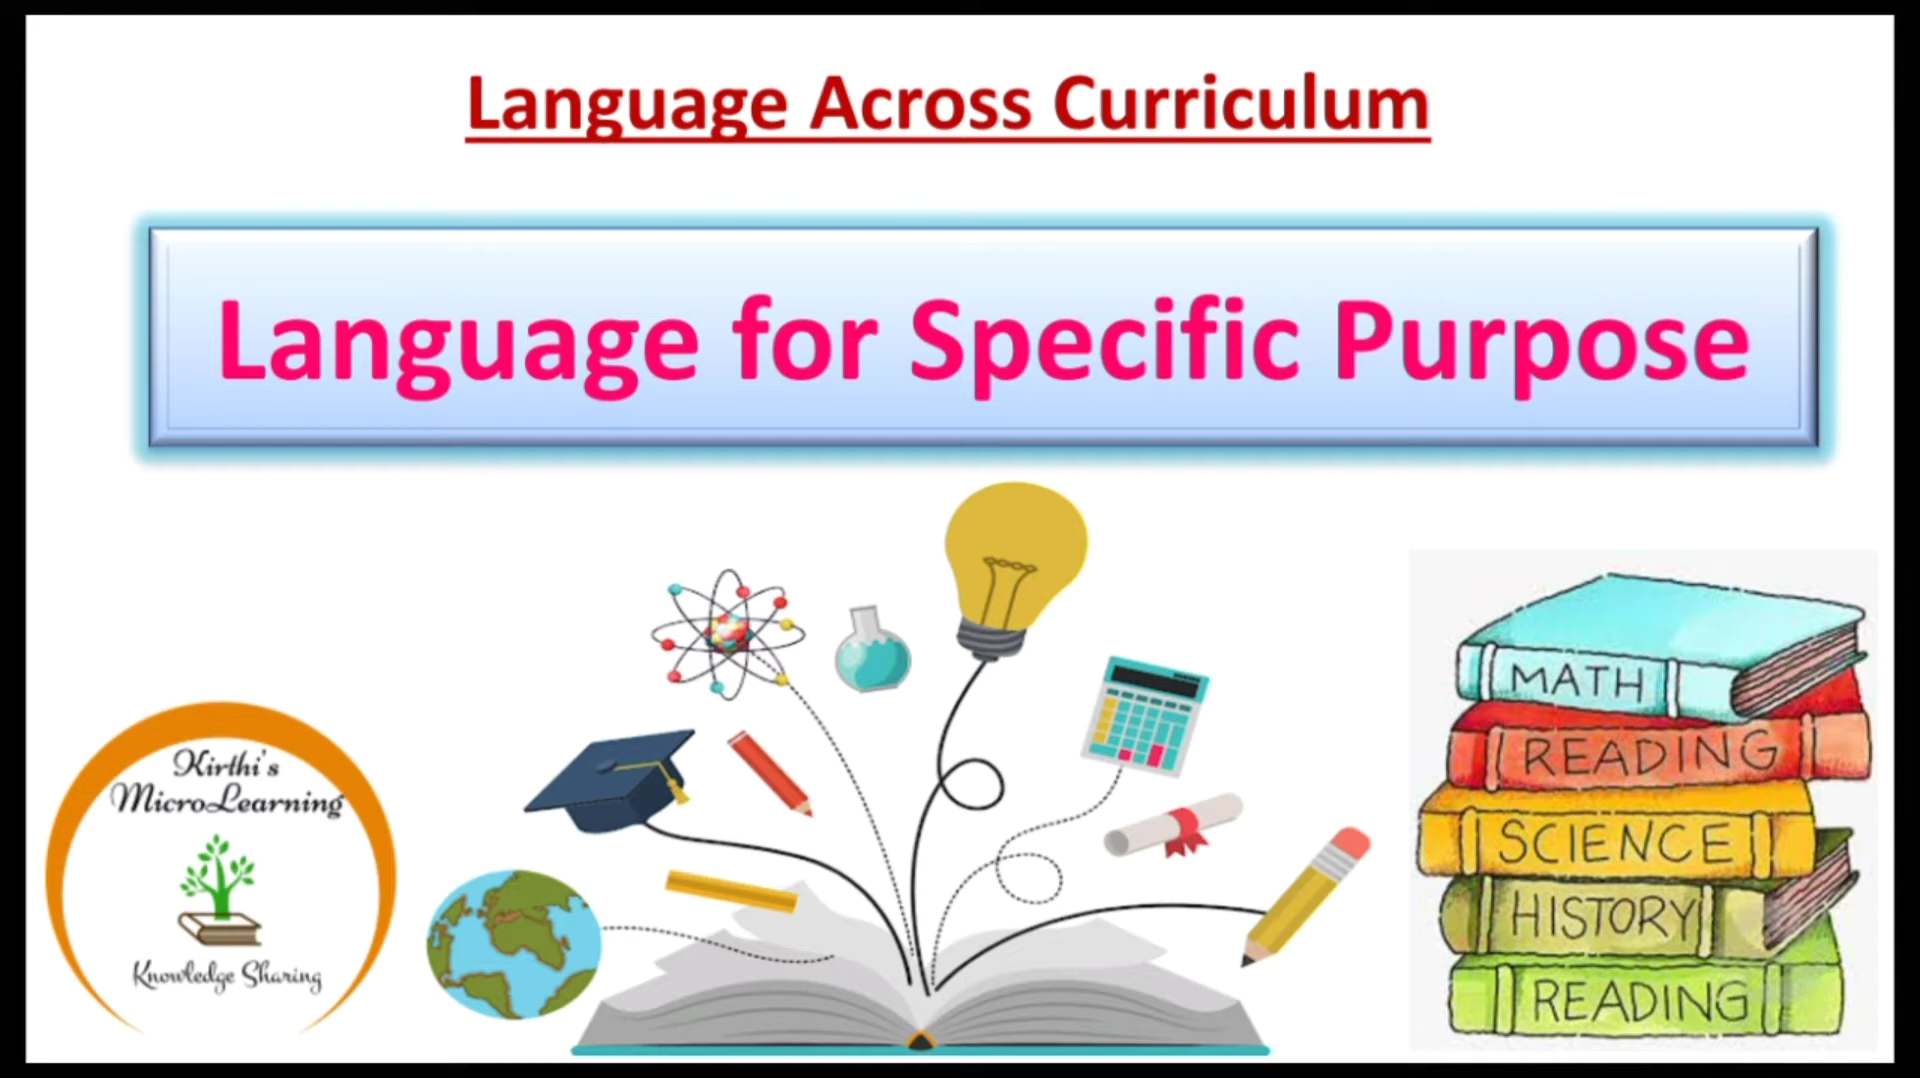 Language Across Curriculum
Language for Specific Purpose
Kirthi's
MicroLearning
Knowledge Sharing
MATH
READING
SCIENCE
HISTORY
READING